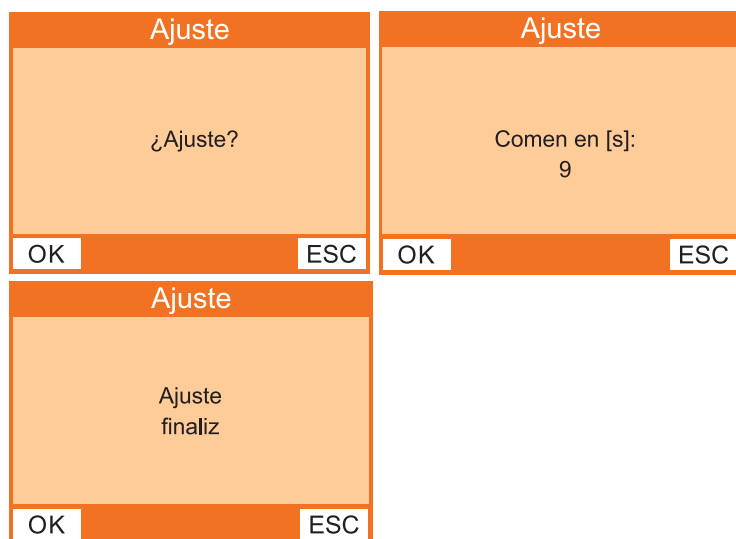 Ajuste
¿Ajuste?
OK ESC
Ajuste
Comen en [s]:
9
OK ESC
Ajuste
Ajuste
finaliz
OK ESC